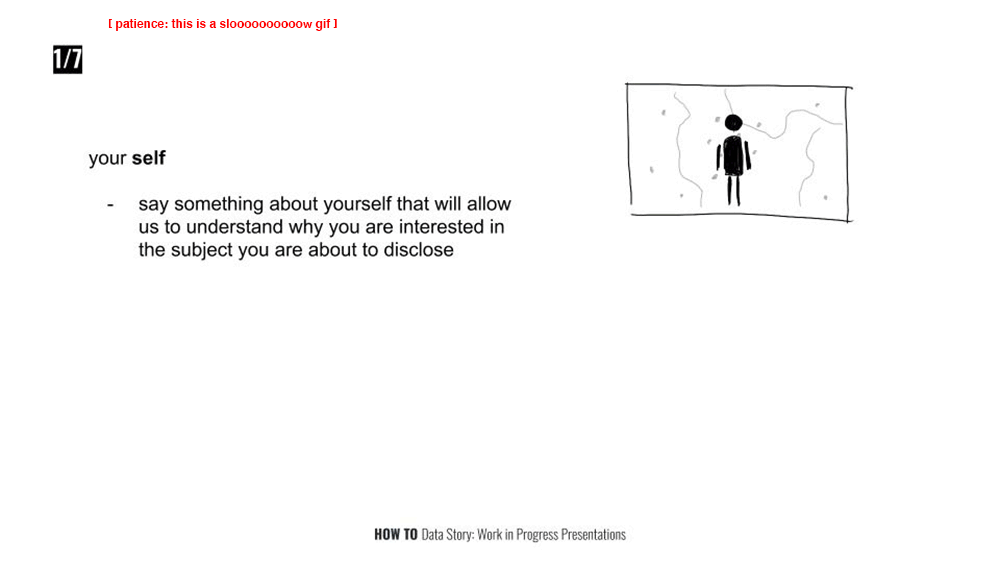 [ patience: this is a sloooooooooow gif ]
1/7
your self
- say something about yourself that will allow
us to understand why you are interested in
the subject you are about to disclose
HOW TO Data Story: Work in Progress Presentations